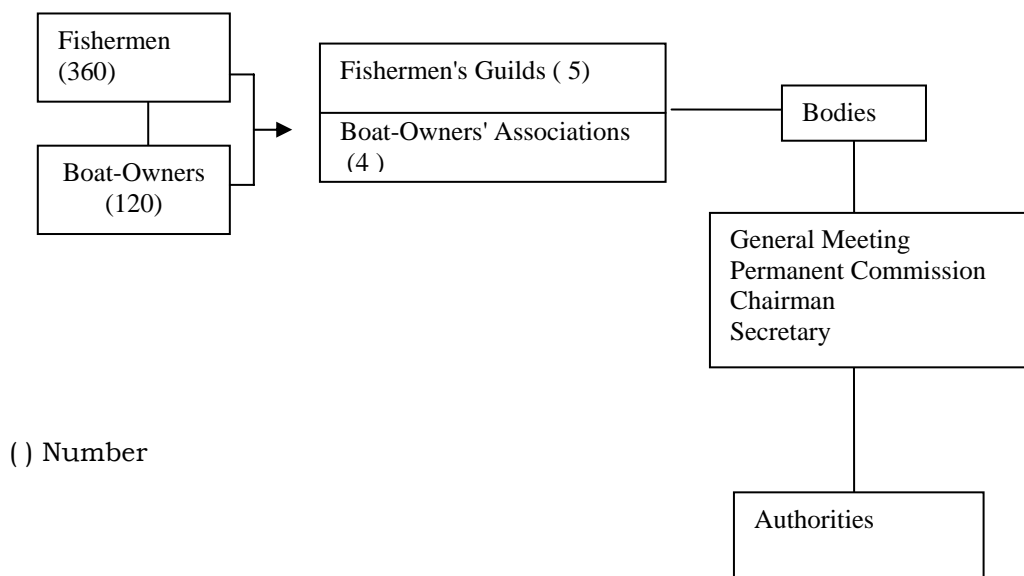 Fishermen
(360)
Boat-Owners
(120)
Fishermen's Guilds ( 5)
Boat-Owners' Associations
(4 )
Bodies
General Meeting
Permanent Commission
Chairman
Secretary
Authorities
( ) Number